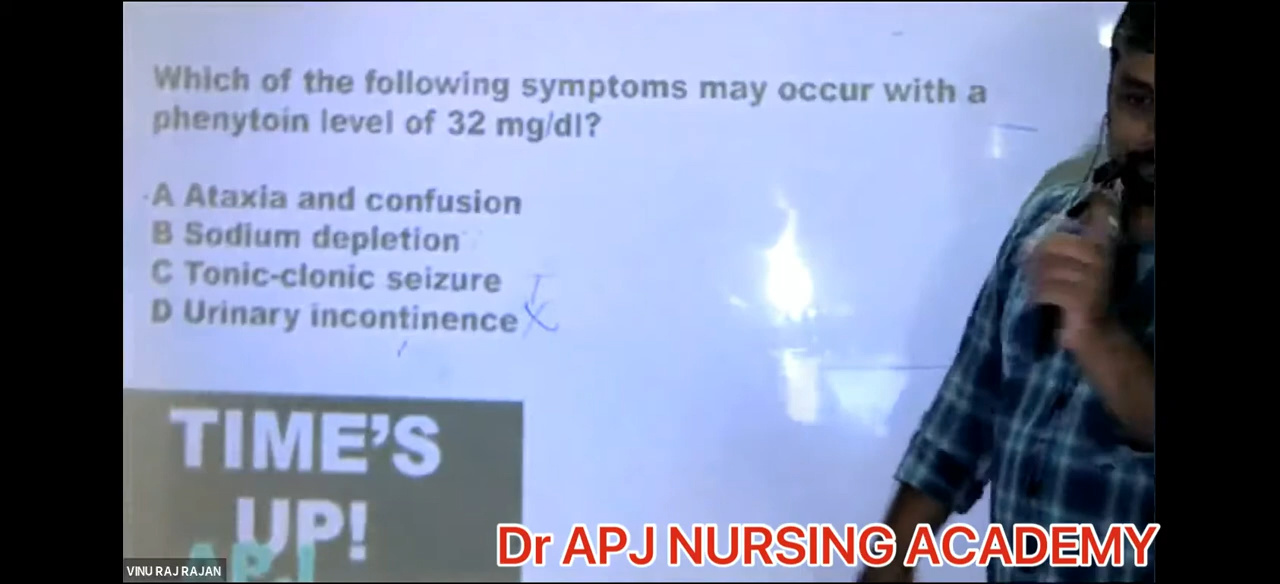 Which of the following symptoms may occur with a
phenytoin level of 32 mg/dl?
A Ataxia and confusion
B Sodium depletion
C Tonic-clonic seizure
D Urinary incontinence
TIME'S
UP!
APJ
Dr APJ NURSING ACADEMY
VINU RAJ RAJAN